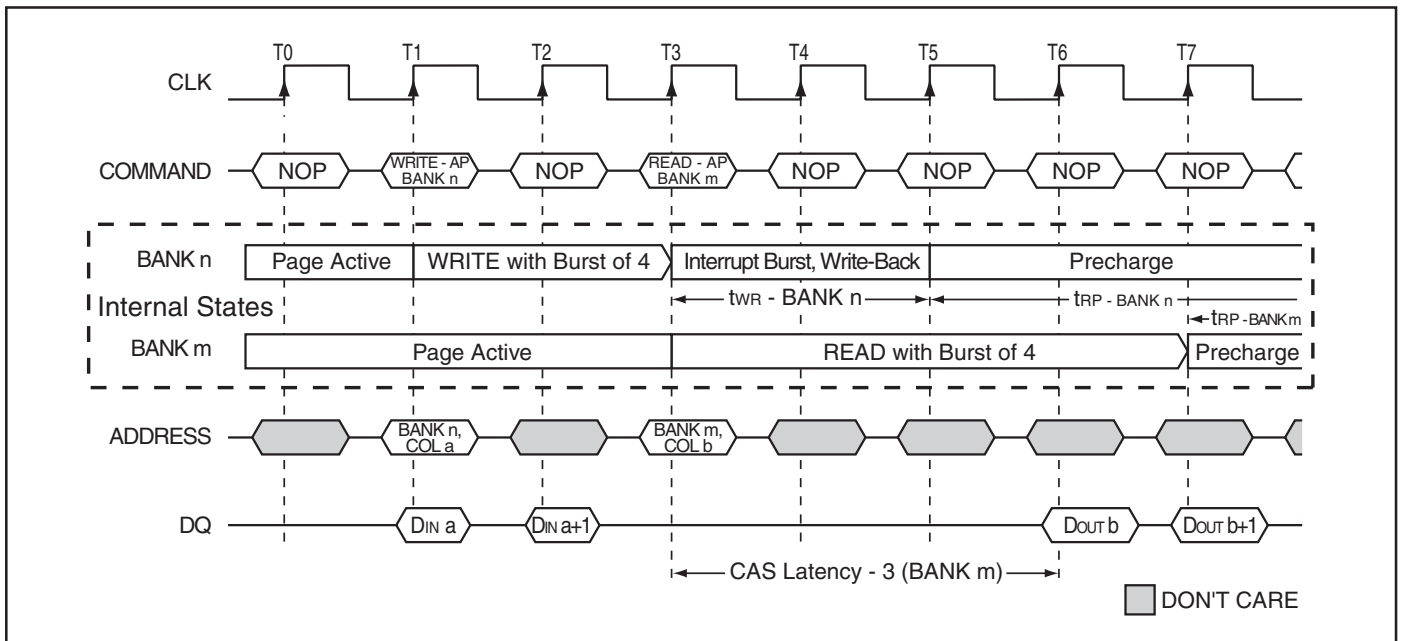 T0 T1 T2 T3 T4 T5 T6 T7
CLK
COMMAND NOP WRITE - AP BANK n NOP READ - AP BANK m NOP NOP NOP NOP
BANK n Page Active WRITE with Burst of 4 Interrupt Burst, Write-Back Precharge
Internal States tWR - BANK n tRP - BANK n
tRP - BANK m
BANK m Page Active READ with Burst of 4 Precharge
ADDRESS BANK n, COL a BANK m, COL b
DQ DIN a DIN a+1 DOUT b DOUT b+1
CAS Latency - 3 (BANK m)
DON'T CARE